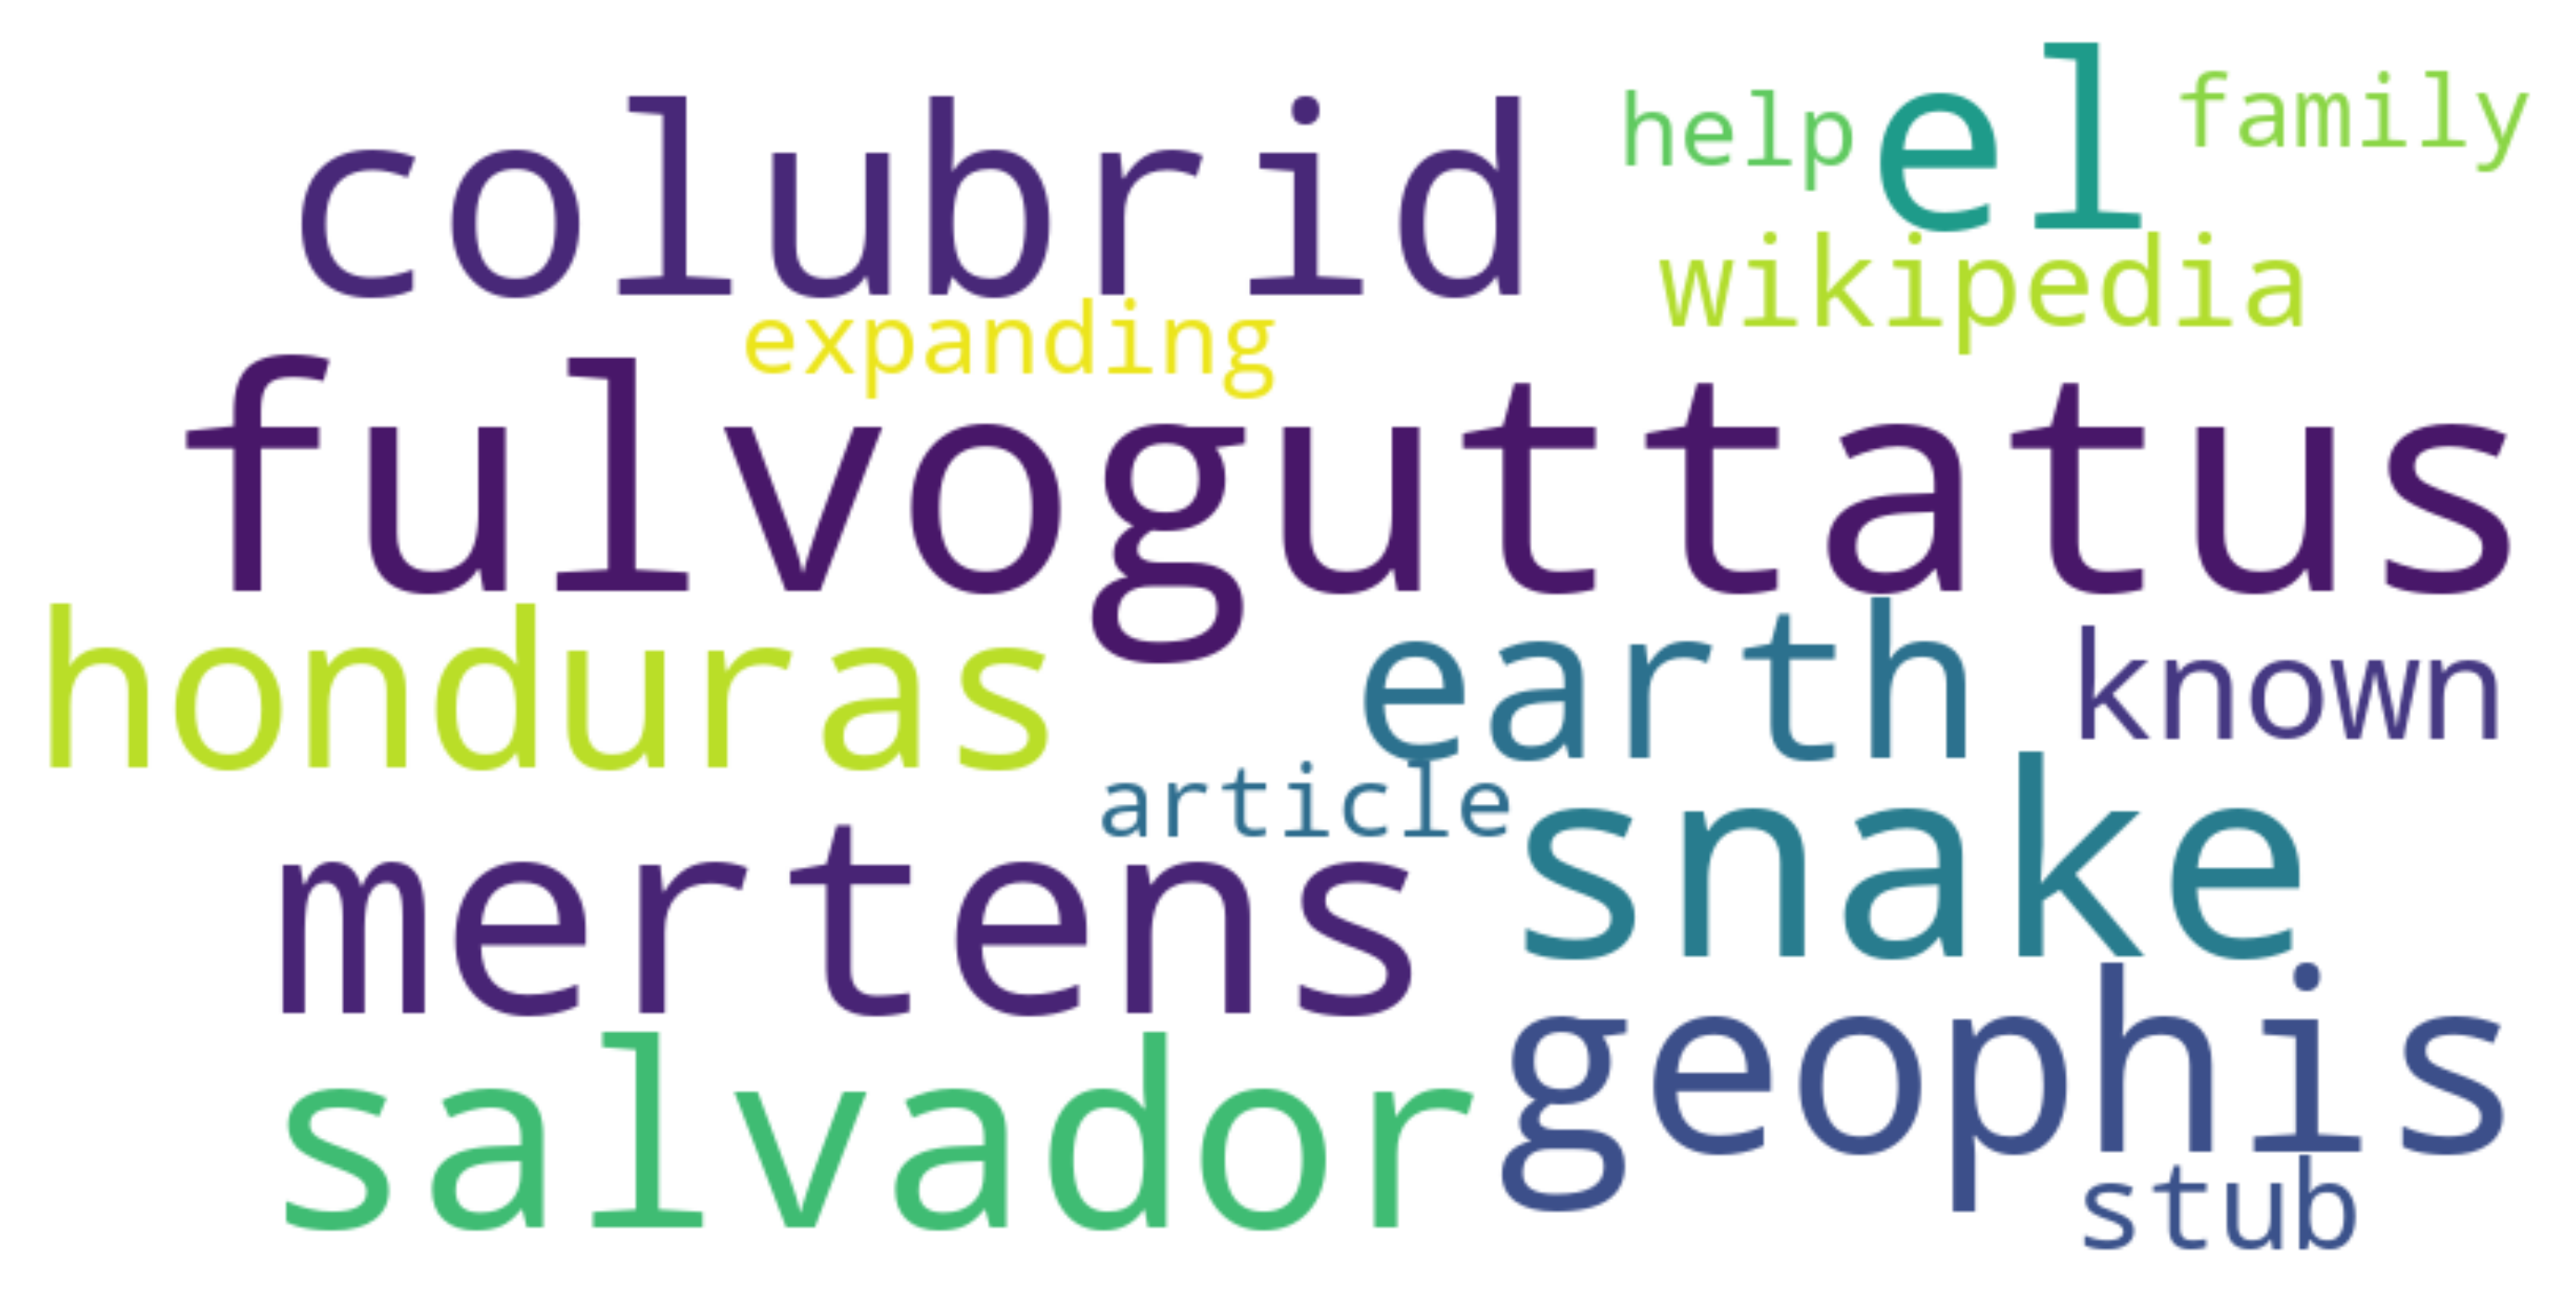 colubrid help el family
wikipedia
expanding
fulvoguttatus
honduras earth known
article
mertens snake
salvador geophis
stub